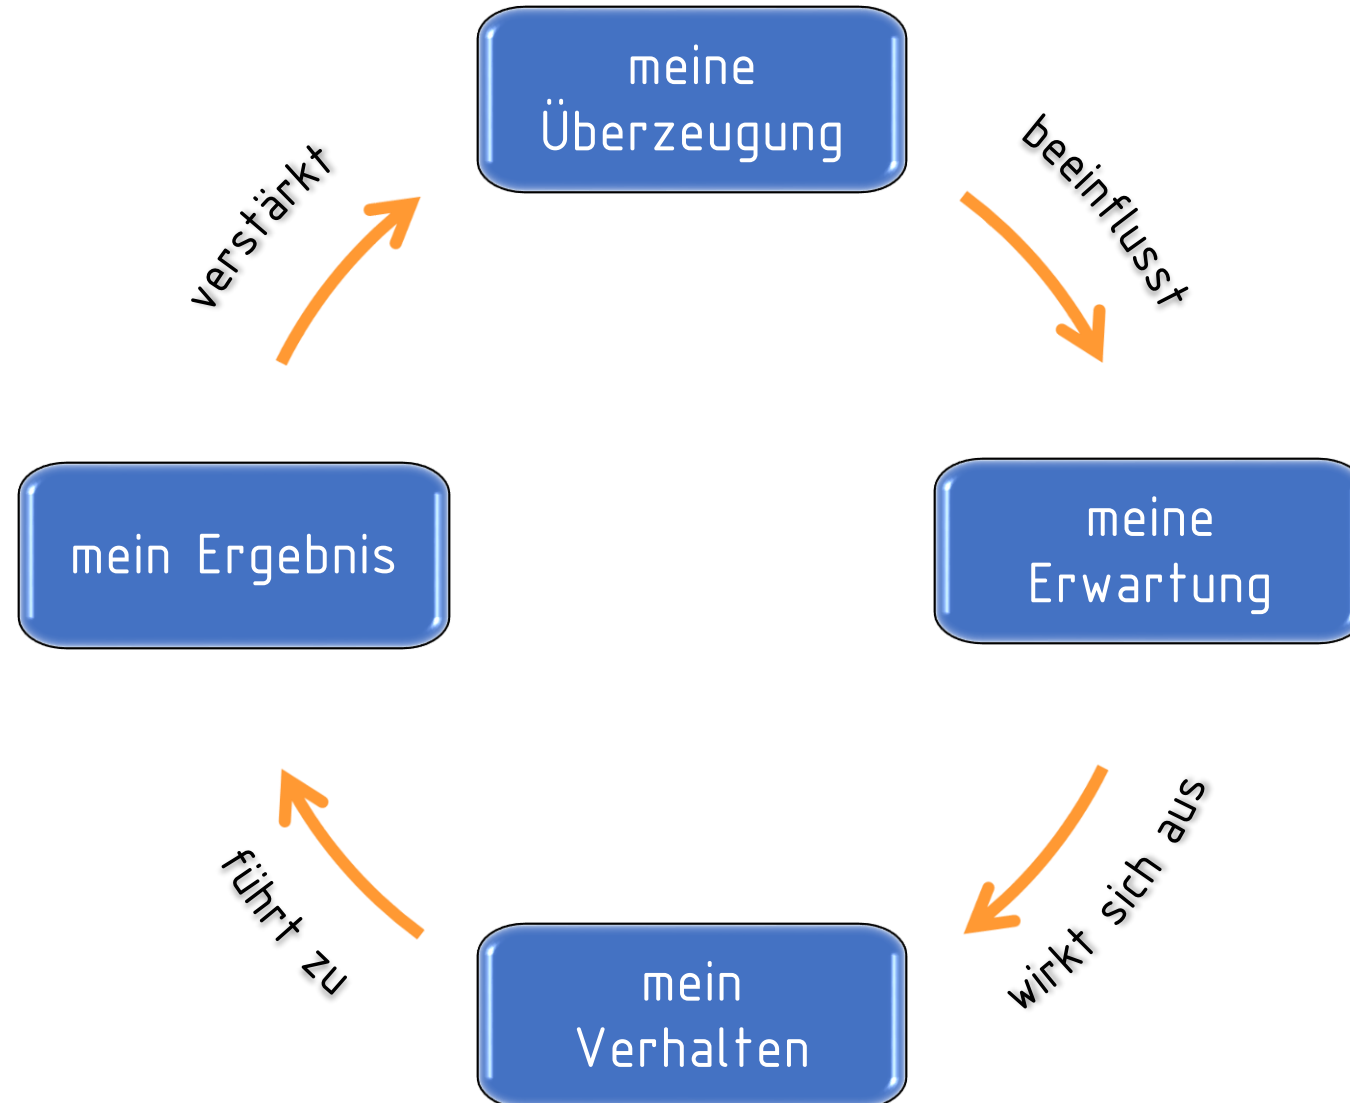 meine
Überzeugung
beeinflusst
meine
Erwartung
wirkt sich aus
mein
Verhalten
führt zu
mein Ergebnis
verstärkt